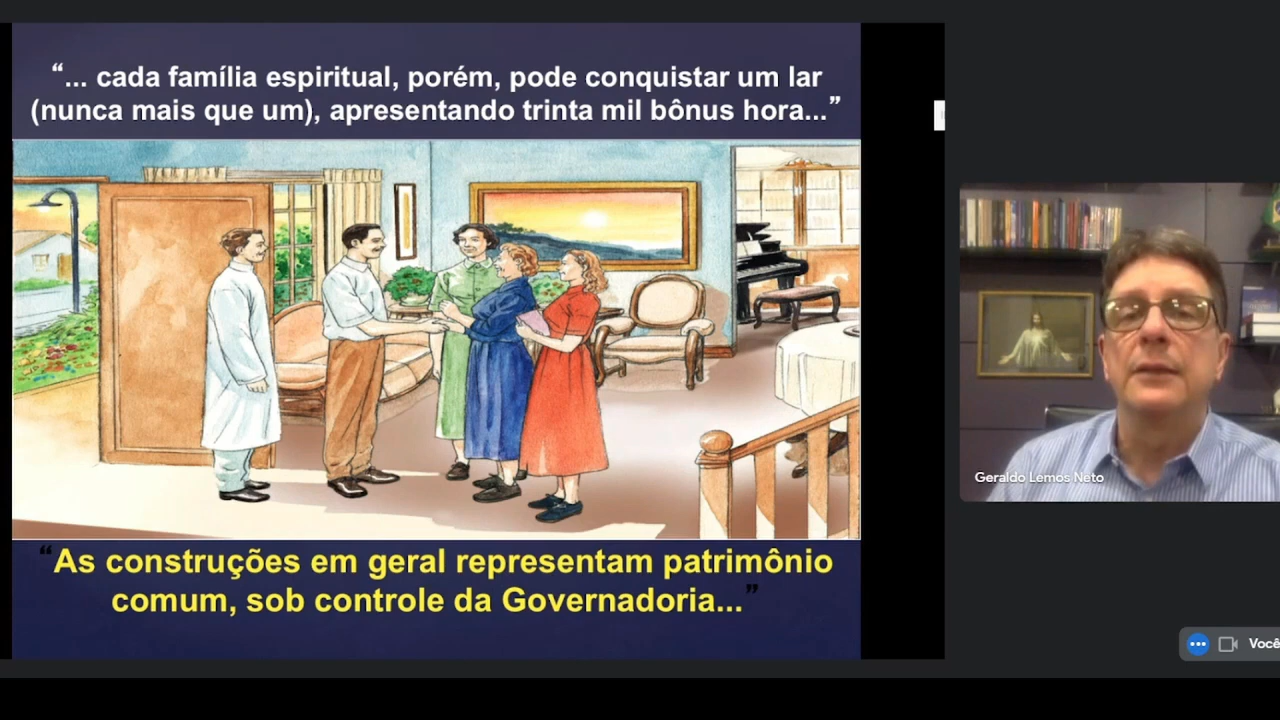 “... cada família espiritual, porém, pode conquistar um lar
(nunca mais que um), apresentando trinta mil bônus hora...”
“As construções em geral representam patrimônio
comum, sob controle da Governadoria...”
Geraldo Lemos Neto
Você